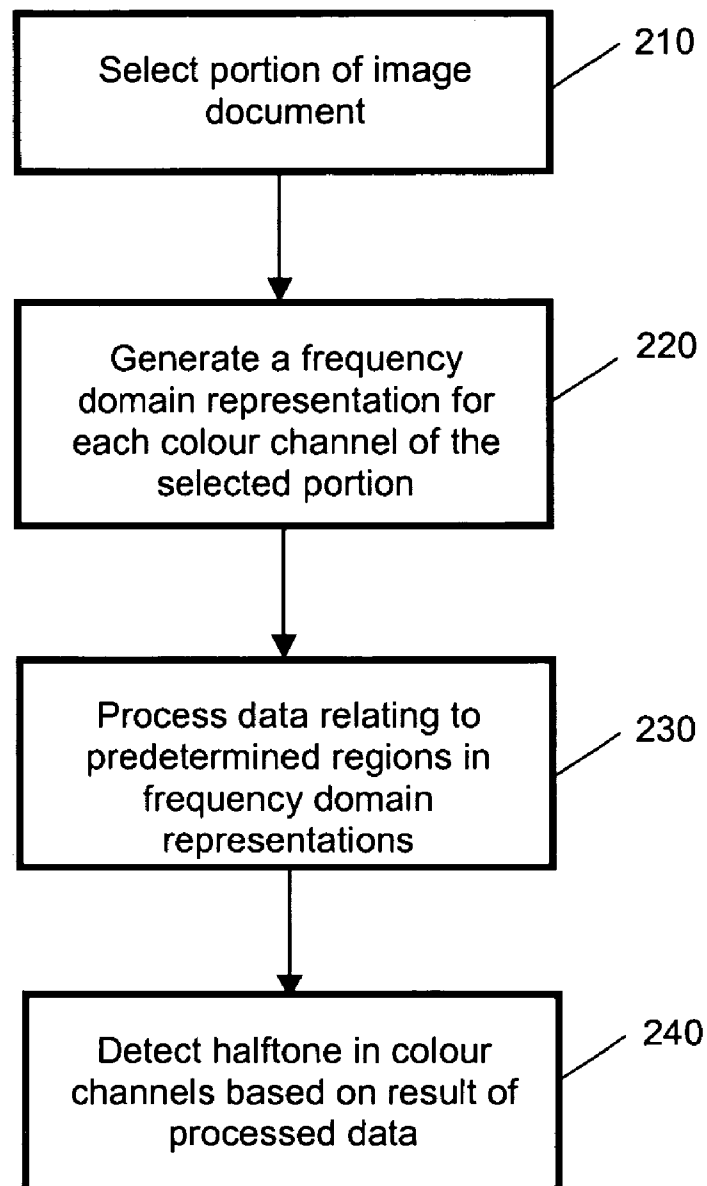 Select portion of image
document
210
Generate a frequency
domain representation for
each colour channel of the
selected portion
220
Process data relating to
predetermined regions in
frequency domain
representations
230
Detect halftone in colour
channels based on result of
processed data
240